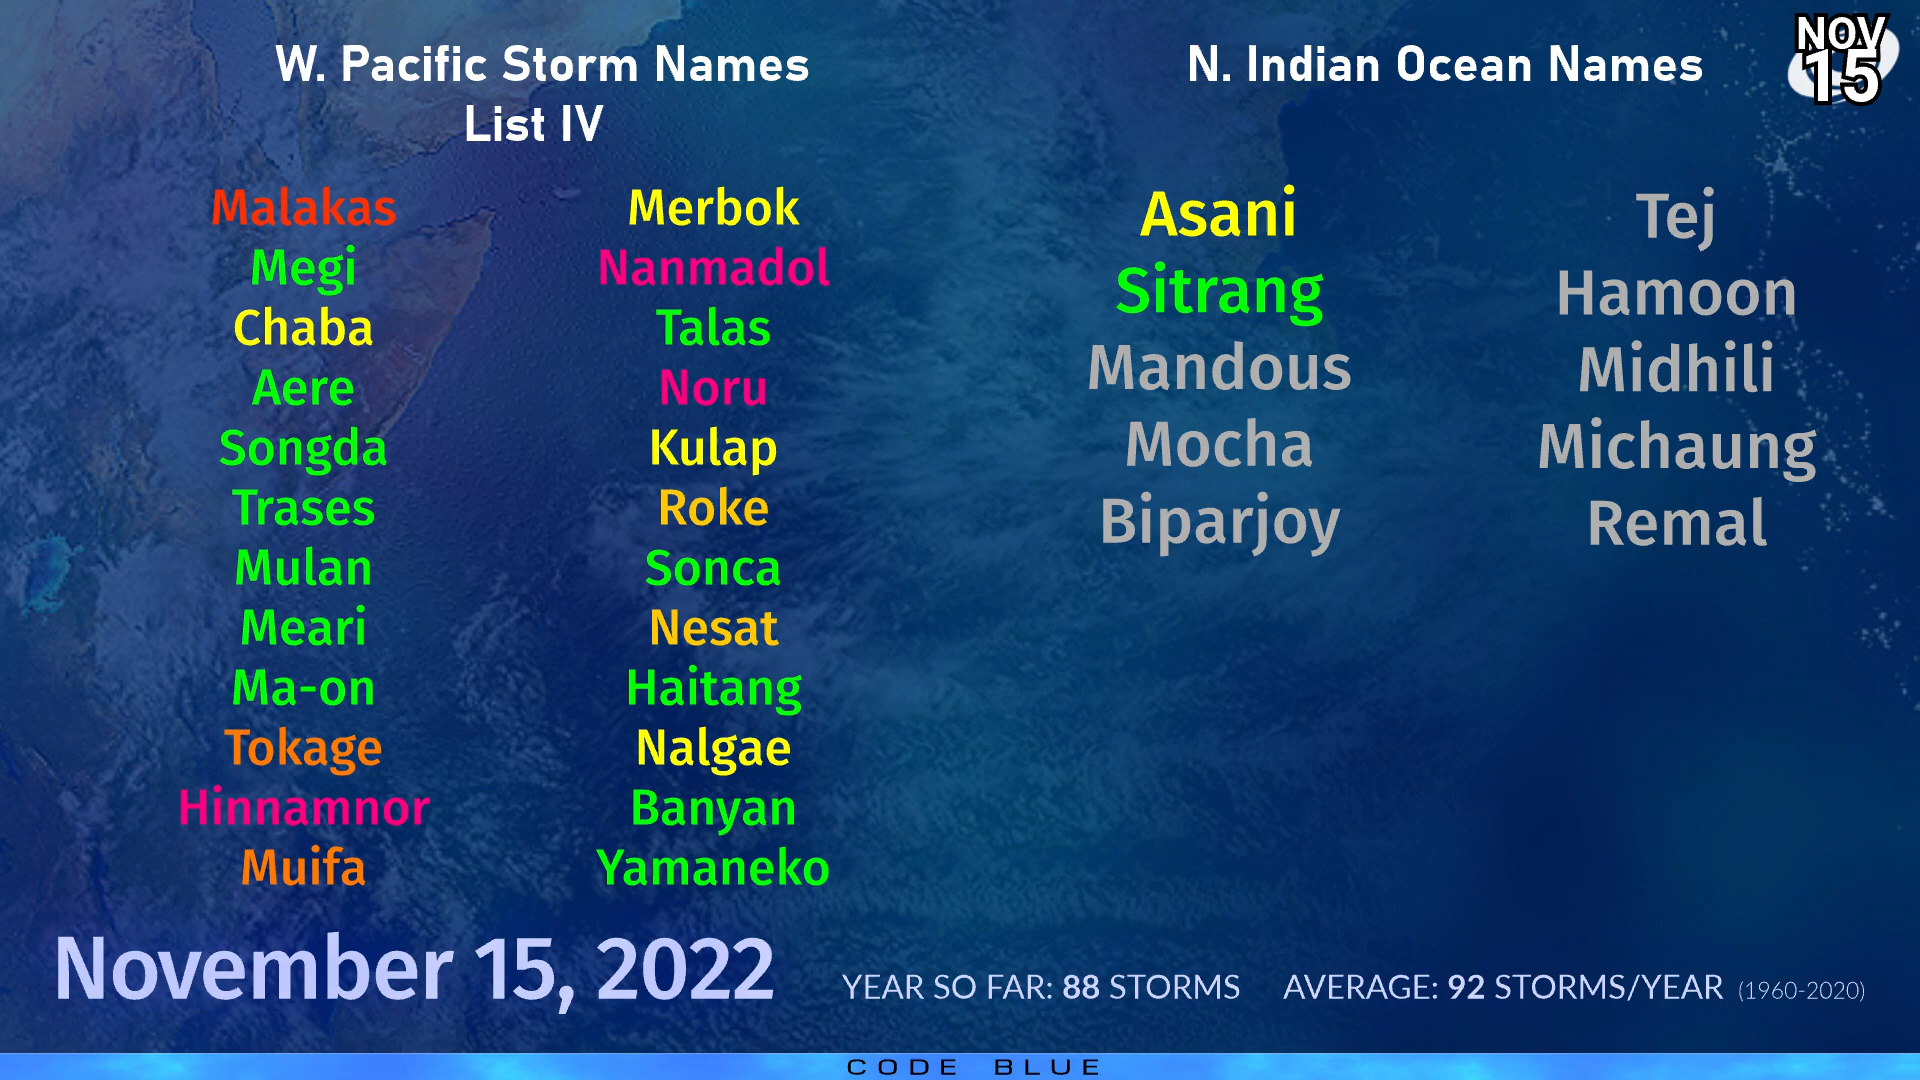 W. Pacific Storm Names
List IV
Malakas
Megi
Chaba
Aere
Songda
Trases
Mulan
Meari
Ma-on
Tokage
Hinnamnor
Muifa
Merbok
Nanmadol
Talas
Noru
Kulap
Roke
Sonca
Nesat
Haitang
Nalgae
Banyan
Yamaneko
N. Indian Ocean Names
Asani
Sitrang
Mandous
Mocha
Biparjoy
Tej
Hamoon
Midhili
Michaung
Remal
NOV
15
November 15, 2022
YEAR SO FAR: 88 STORMS
AVERAGE: 92 STORMS/YEAR (1960-2020)
CODE BLUE